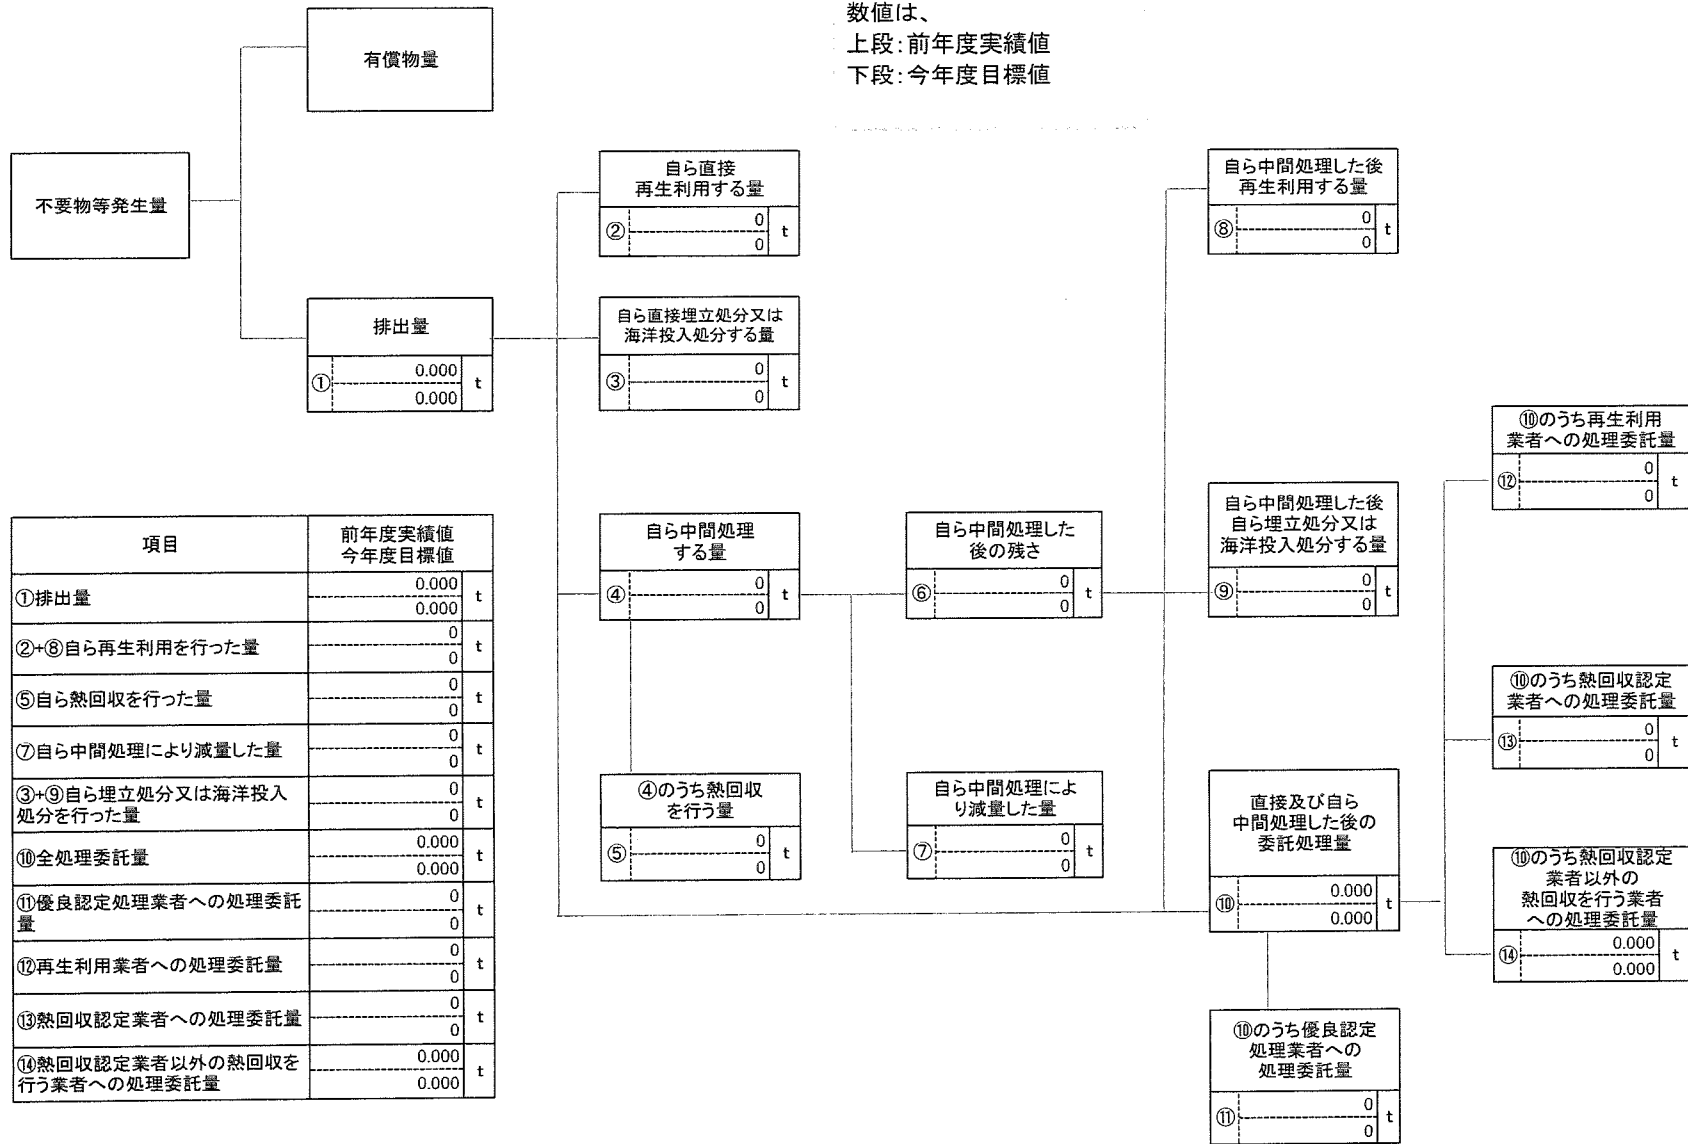 数値は、
上段：前年度実績値
下段：今年度目標値
有償物量
不要物等発生量
排出量
① 0.000 t
0.000
自ら直接
再生利用する量
② 0 t
0
自ら直接埋立処分又は
海洋投入処分する量
③ 0 t
0
自ら中間処理
する量
④ 0 t
0
④のうち熱回収
を行う量
⑤ 0 t
0
自ら中間処理した
後の残さ
⑥ 0 t
0
自ら中間処理によ
り減量した量
⑦ 0 t
0
自ら中間処理した後
再生利用する量
⑧ 0 t
0
自ら中間処理した後
自ら埋立処分又は
海洋投入処分する量
⑨ 0 t
0
直接及び自ら
中間処理した後の
委託処理量
⑩ 0.000 t
0.000
⑩のうち優良認定
処理業者への
処理委託量
⑪ 0 t
0
⑩のうち再生利用
業者への処理委託量
⑫ 0 t
0
⑩のうち熱回収認定
業者への処理委託量
⑬ 0 t
0
⑩のうち熱回収認定
業者以外の
熱回収を行う業者
への処理委託量
⑭ 0.000 t
0.000
項目 前年度実績値
今年度目標値
①排出量 0.000 t
0.000
②+⑧自ら再生利用を行った量 0 t
0
⑤自ら熱回収を行った量 0 t
0
⑦自ら中間処理により減量した量 0 t
0
③+⑨自ら埋立処分又は海洋投入 0 t
処分を行った量 0
⑩全処理委託量 0.000 t
0.000
⑪優良認定処理業者への処理委託 0 t
量 0
⑫再生利用業者への処理委託量 0 t
0
⑬熱回収認定業者への処理委託量 0 t
0
⑭熱回収認定業者以外の熱回収を 0.000 t
行う業者への処理委託量 0.000